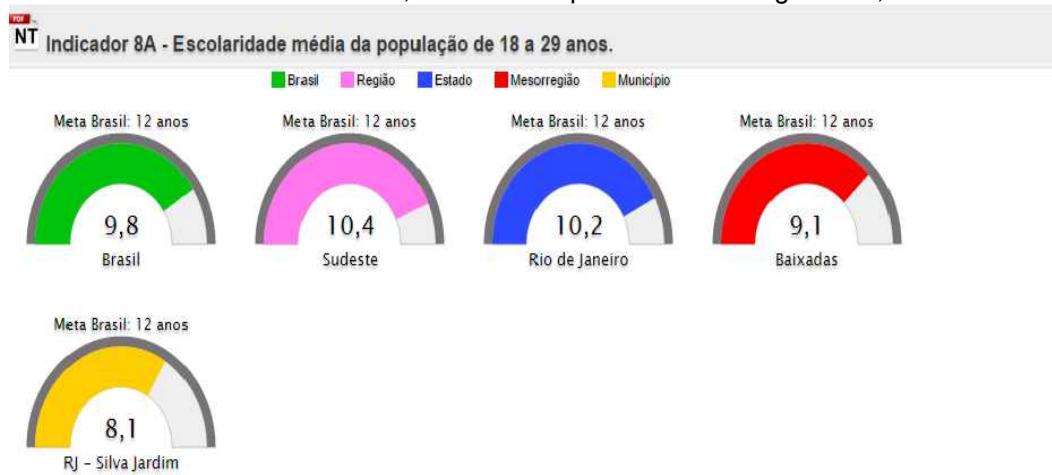 PDF
NT Indicador 8A - Escolaridade média da população de 18 a 29 anos.
Brasil Região Estado Mesorregião Município
Meta Brasil: 12 anos Meta Brasil: 12 anos Meta Brasil: 12 anos Meta Brasil: 12 anos
9,8 10,4 10,2 9,1
Brasil Sudeste Rio de Janeiro Baixadas
Meta Brasil: 12 anos
8,1
RJ - Silva Jardim